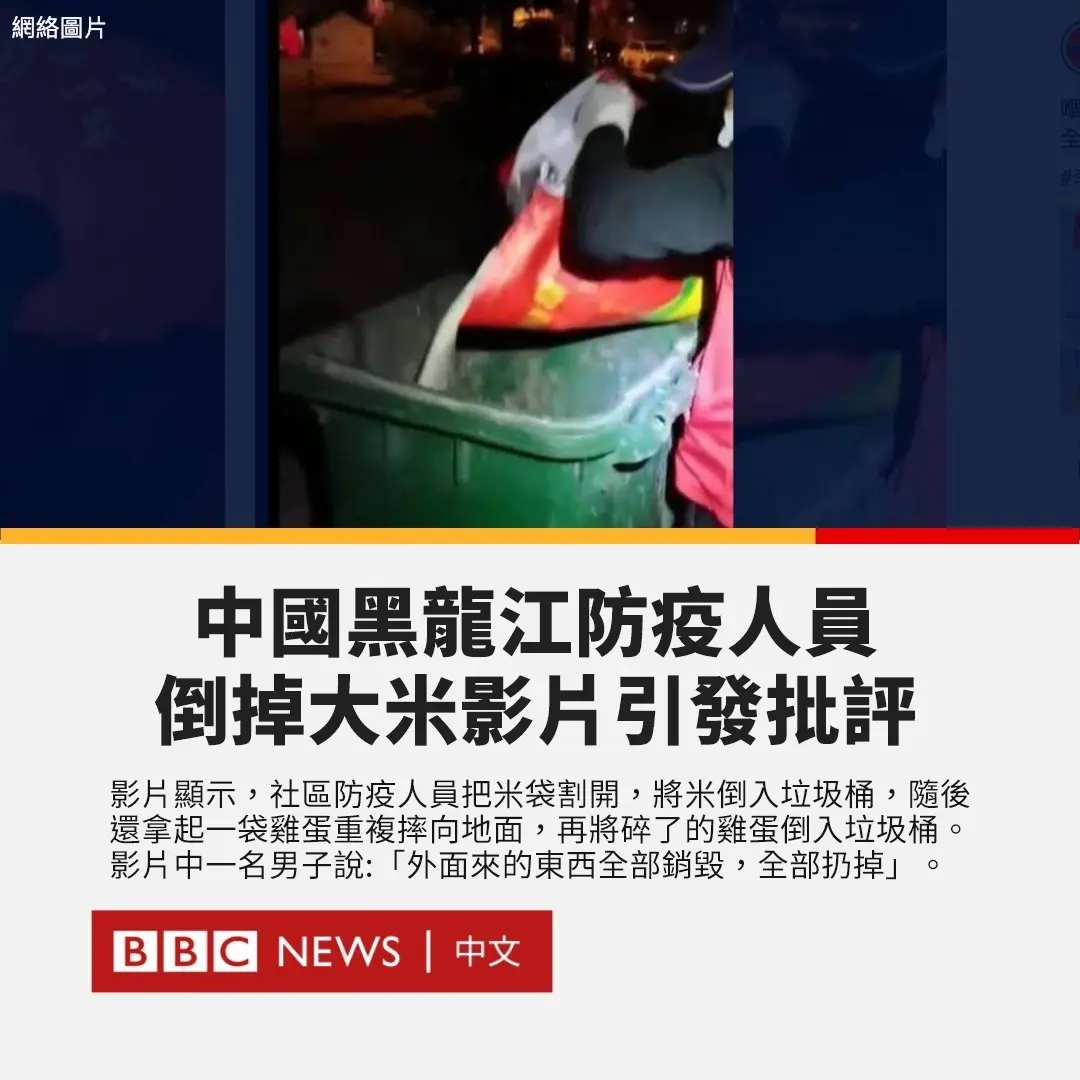 網絡圖片
中國黑龍江防疫人員
倒掉大米影片引發批評
影片顯示，社區防疫人員把米袋割開，將米倒入垃圾桶，隨後
還拿起一袋雞蛋重複摔向地面，再將碎了的雞蛋倒入垃圾桶。
影片中一名男子說:「外面來的東西全部銷毀，全部扔掉」。
BBC NEWS | 中文